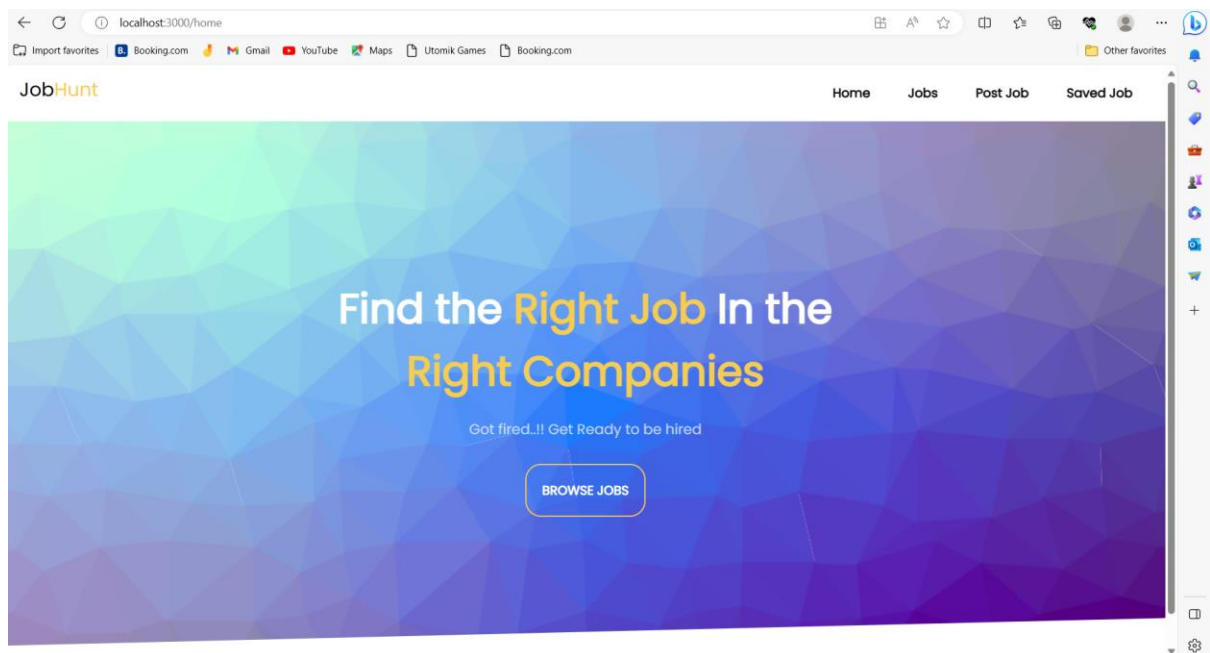 localhost:3000/home
Import favorites B. Booking.com Gmail YouTube Maps Utomik Games Booking.com Other favorites
JobHunt Home Jobs Post Job Saved Job
Find the Right Job In the
Right Companies
Got fired..!! Get Ready to be hired
BROWSE JOBS